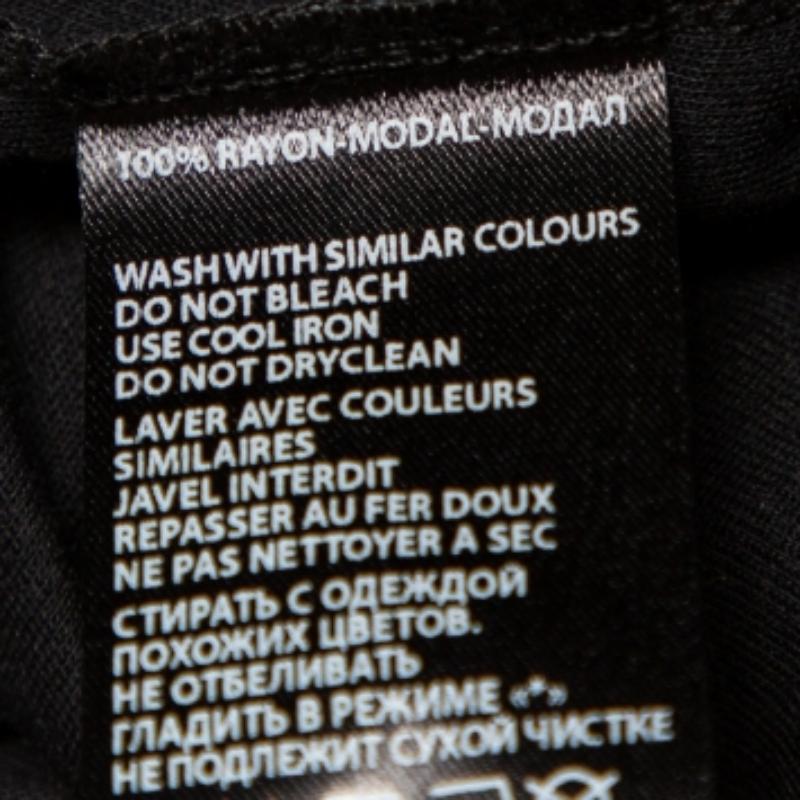 100% RAYON-MODAL-МОДАЛ
WASH WITH SIMILAR COLOURS
DO NOT BLEACH
USE COOL IRON
DO NOT DRYCLEAN
LAVER AVEC COULEURS
SIMILAIRES
JAVEL INTERDIT
REPASSER AU FER DOUX
NE PAS NETTOYER A SEC
СТИРАТЬ С ОДЕЖДОЙ
ПОХОЖИХ ЦВЕТОВ.
НЕ ОТБЕЛИВАТЬ
ГЛАДИТЬ В РЕЖИМЕ «*»
НЕ ПОДЛЕЖИТ СУХОЙ ЧИСТКЕ